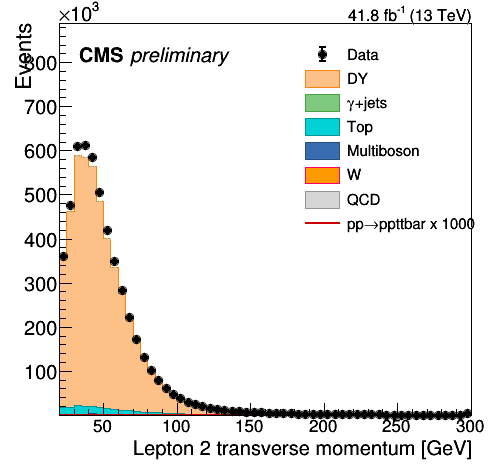 ×10³
41.8 fb⁻¹ (13 TeV)
Events
CMS preliminary
Data
DY
γ+jets
Top
Multiboson
W
QCD
pp→ppttbar x 1000
800
700
600
500
400
300
200
100
50 100 150 200 250 300
Lepton 2 transverse momentum [GeV]